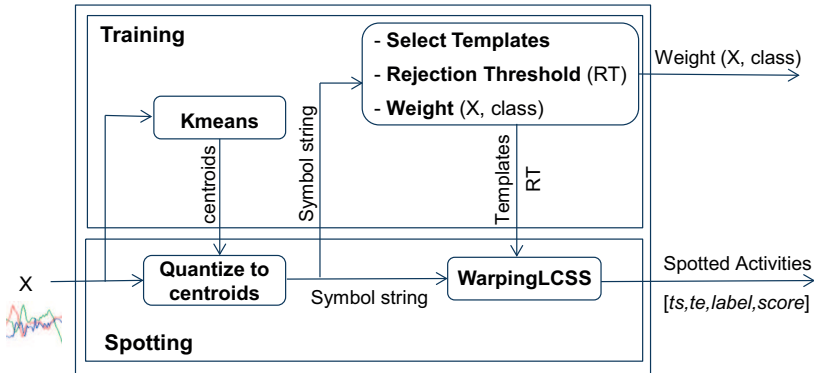 Training
- Select Templates
- Rejection Threshold (RT)
- Weight (X, class)
Weight (X, class)
Kmeans
centroids
Symbol string
Templates
RT
X
Quantize to
centroids
Symbol string
WarpingLCSS
Spotted Activities
[ts,te,label,score]
Spotting